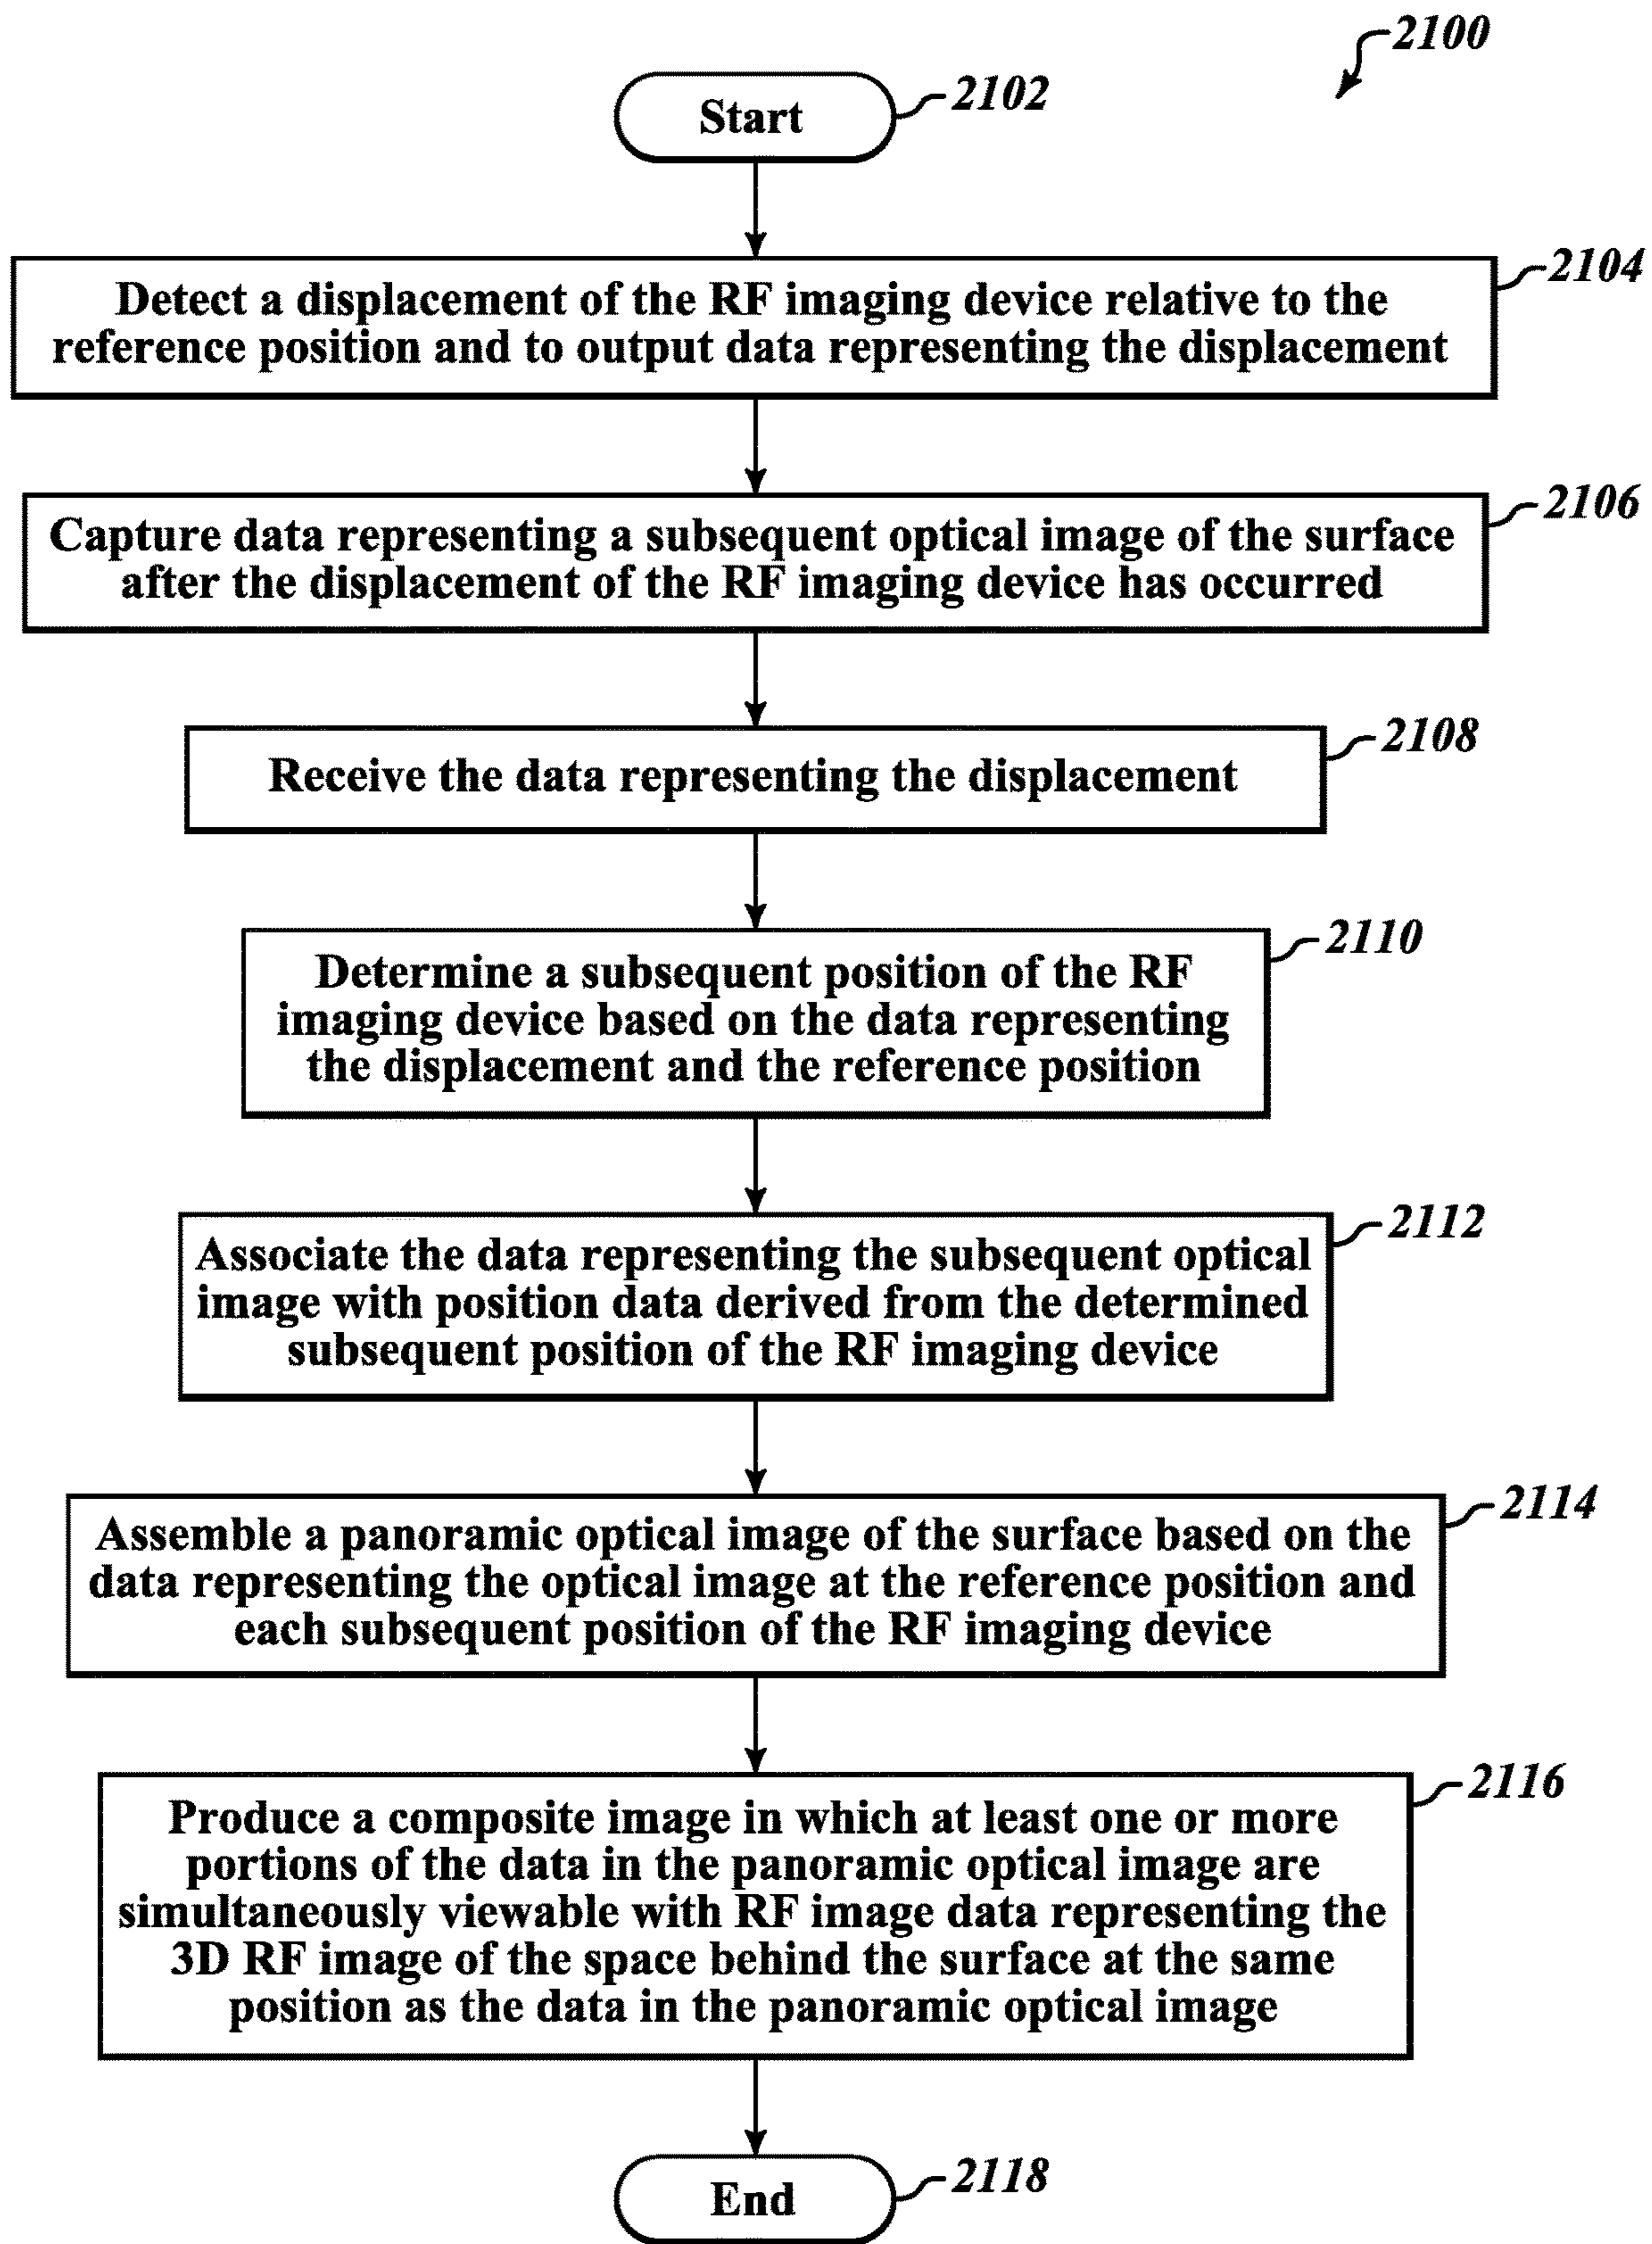 2100
Start
2102
2104
Detect a displacement of the RF imaging device relative to the
reference position and to output data representing the displacement
2106
Capture data representing a subsequent optical image of the surface
after the displacement of the RF imaging device has occurred
2108
Receive the data representing the displacement
2110
Determine a subsequent position of the RF
imaging device based on the data representing
the displacement and the reference position
2112
Associate the data representing the subsequent optical
image with position data derived from the determined
subsequent position of the RF imaging device
2114
Assemble a panoramic optical image of the surface based on the
data representing the optical image at the reference position and
each subsequent position of the RF imaging device
2116
Produce a composite image in which at least one or more
portions of the data in the panoramic optical image are
simultaneously viewable with RF image data representing the
3D RF image of the space behind the surface at the same
position as the data in the panoramic optical image
End
2118